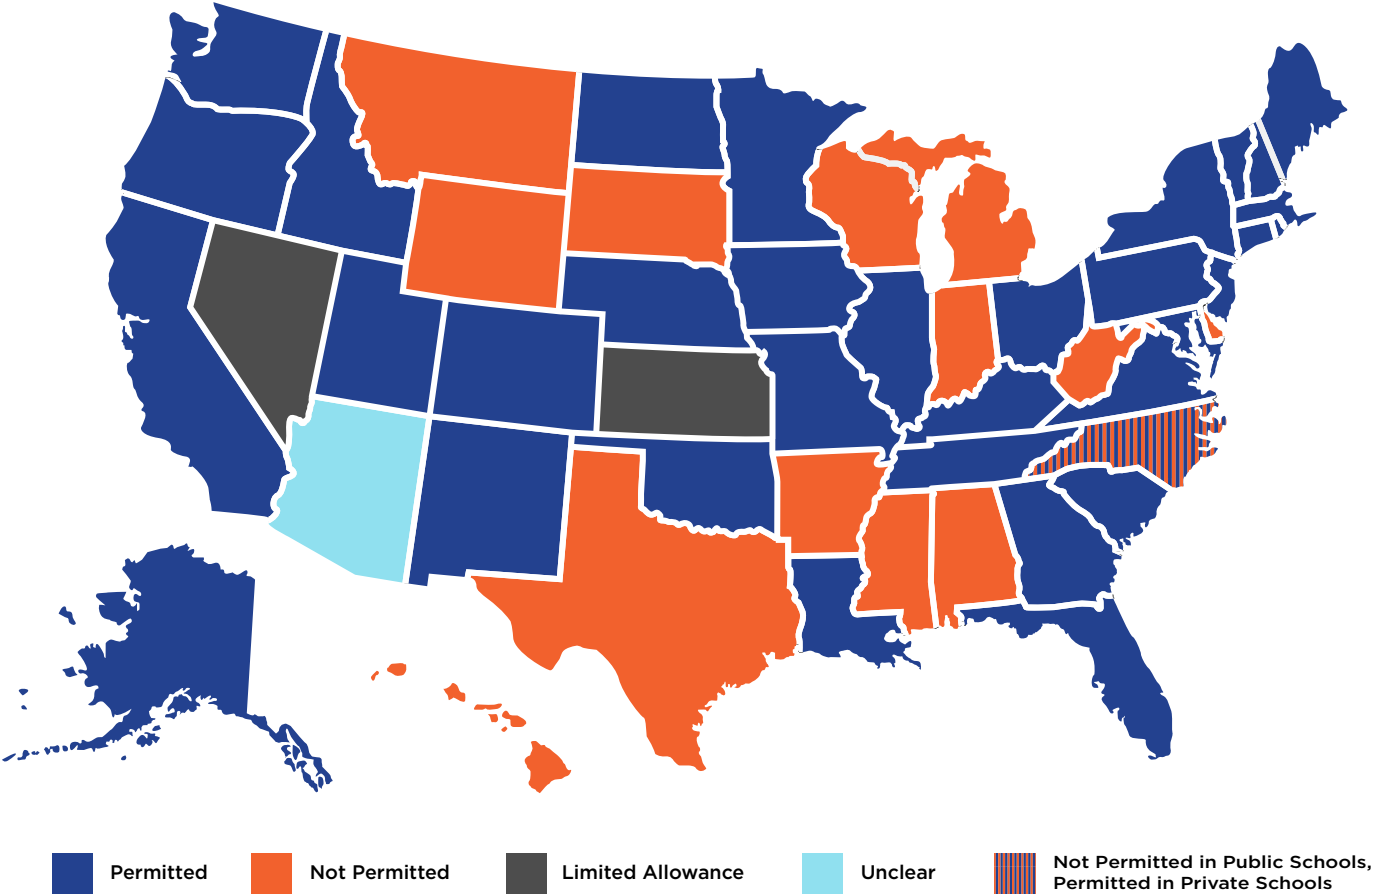 Permitted
Not Permitted
Limited Allowance
Unclear
Not Permitted in Public Schools,
Permitted in Private Schools